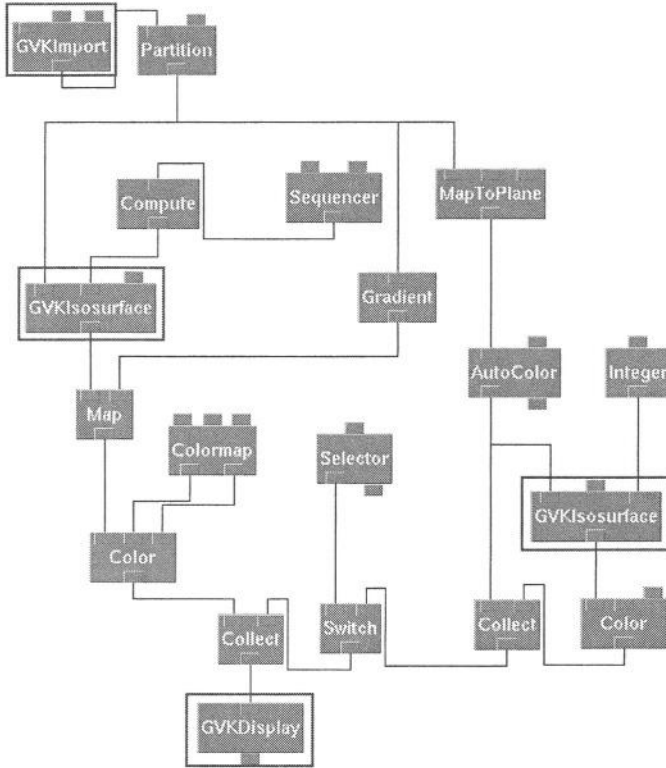 GVKImport
Partition
Compute
Sequencer
MapToPlane
GVKIsosurface
Gradient
Map
AutoColor
Integer
Colormap
Selector
GVKIsosurface
Color
Collect
Switch
Collect
Color
GVKDisplay